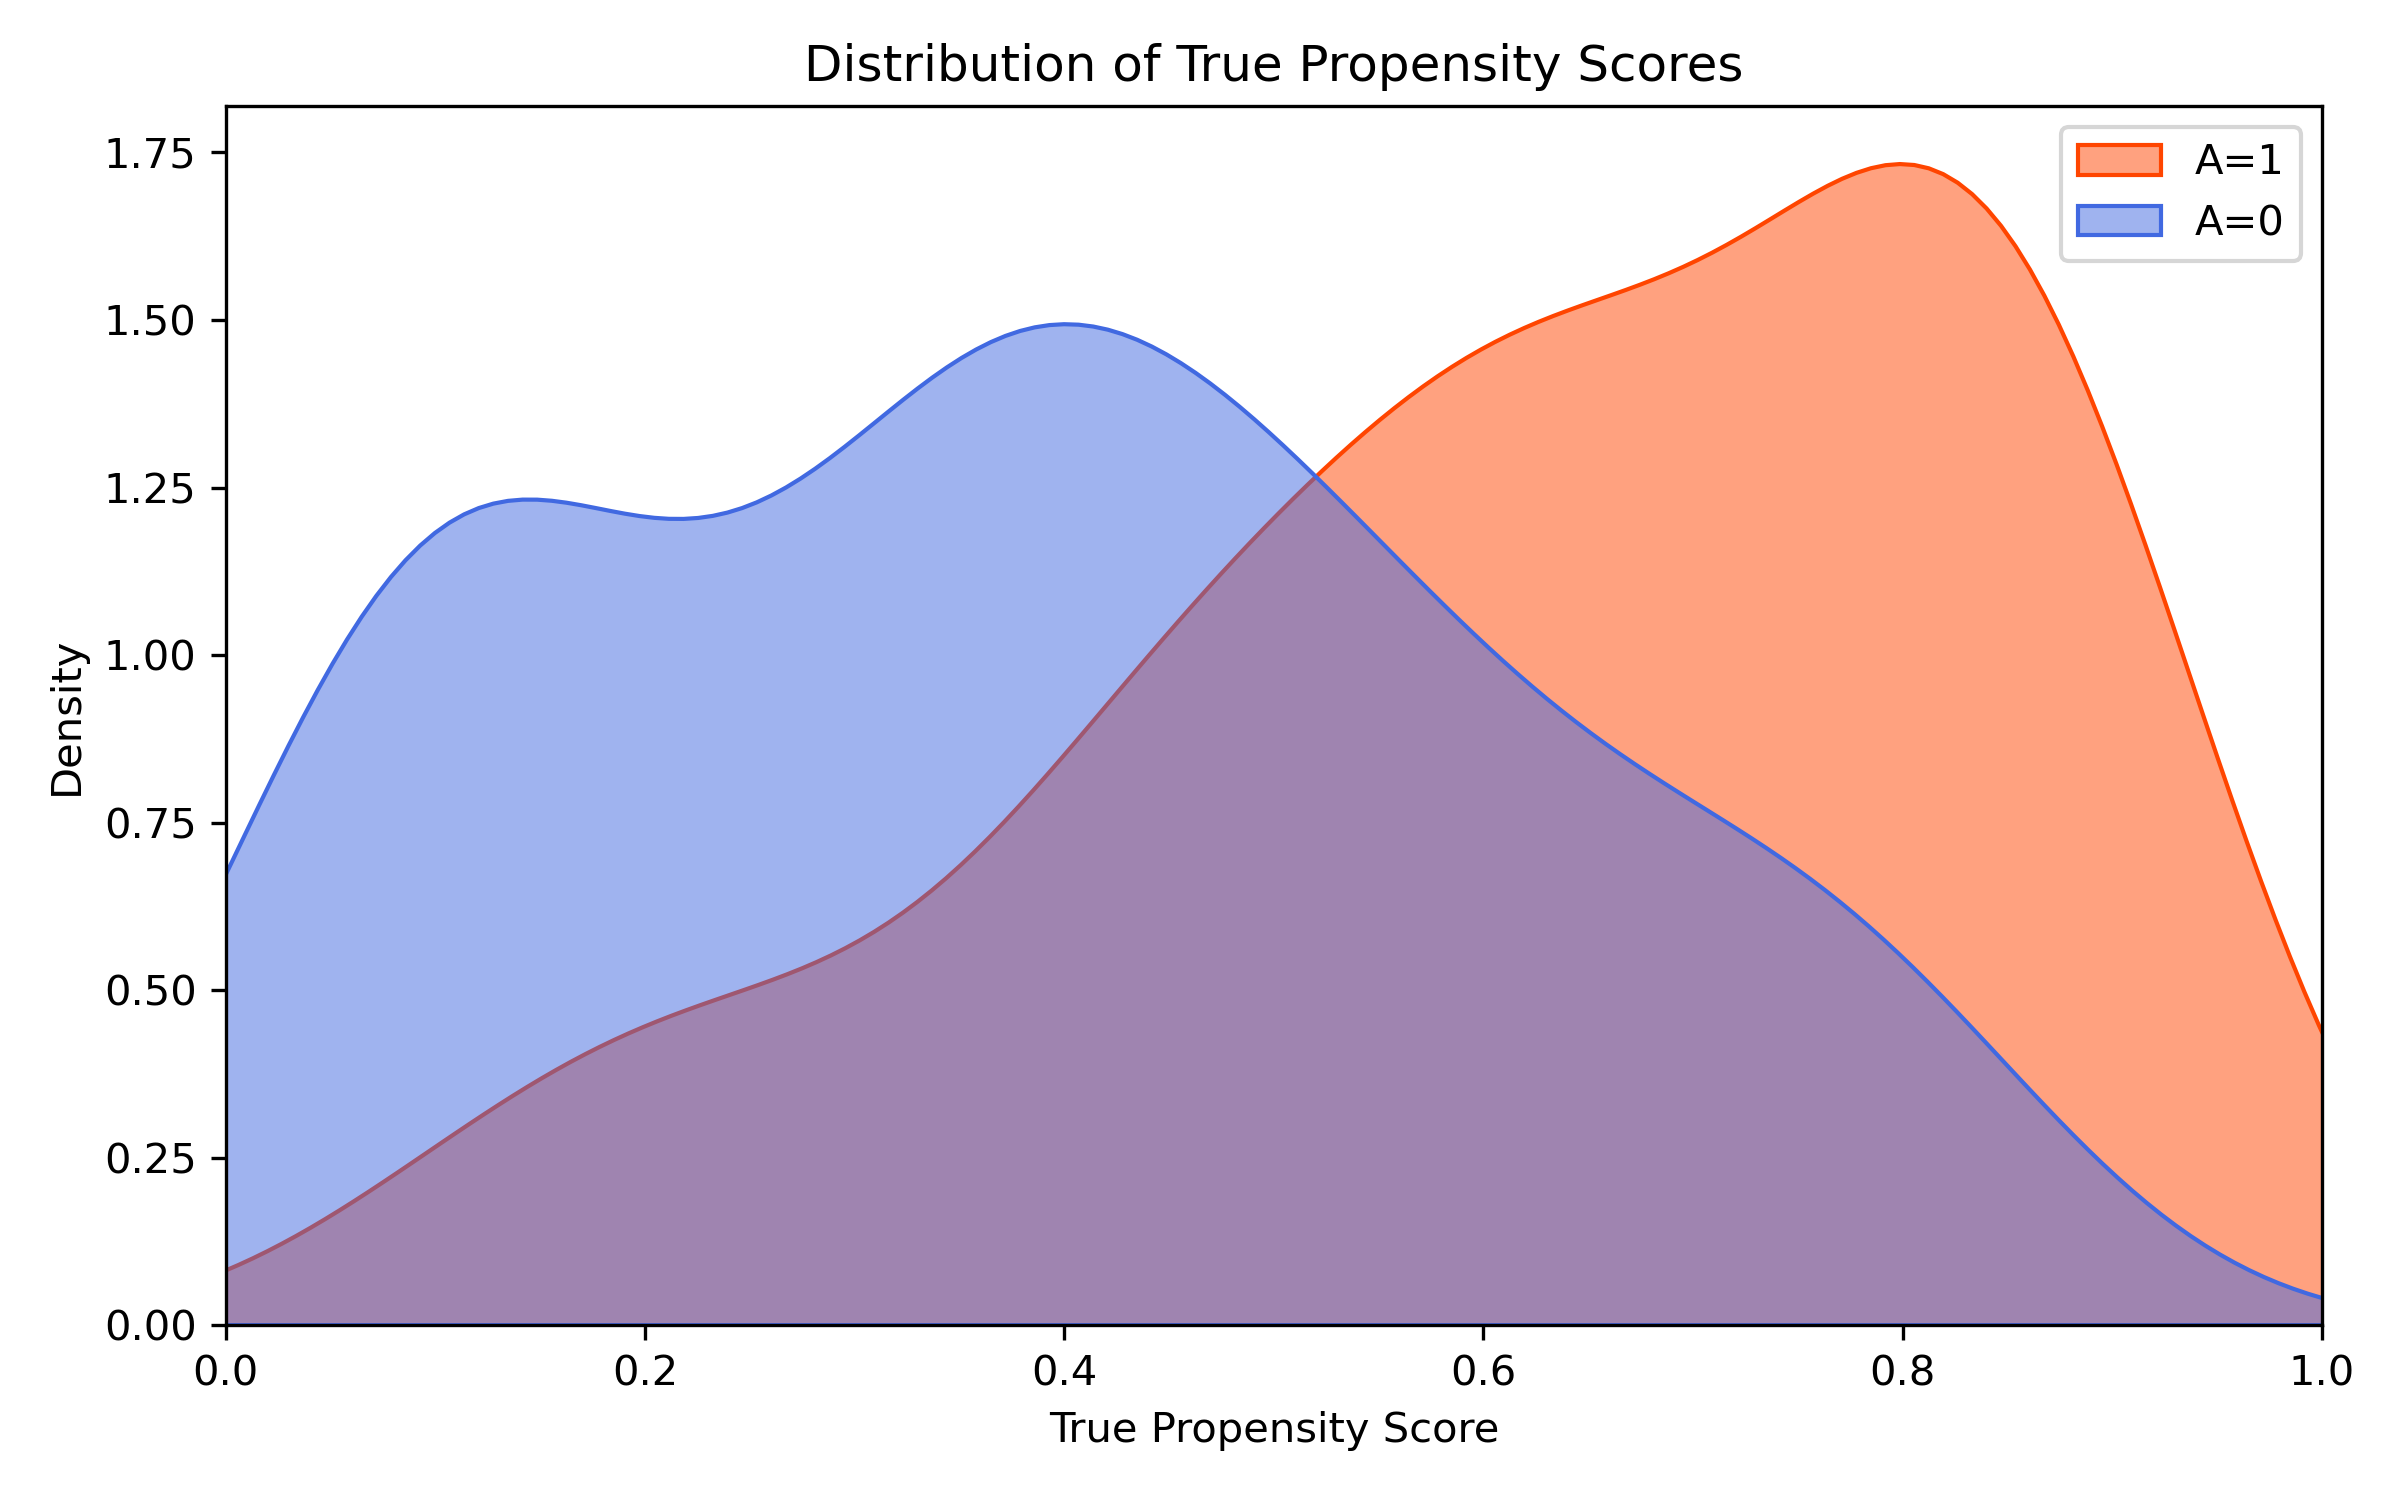 Distribution of True Propensity Scores
A=1
A=0
Density
1.75
1.50
1.25
1.00
0.75
0.50
0.25
0.00
0.0 0.2 0.4 0.6 0.8 1.0
True Propensity Score